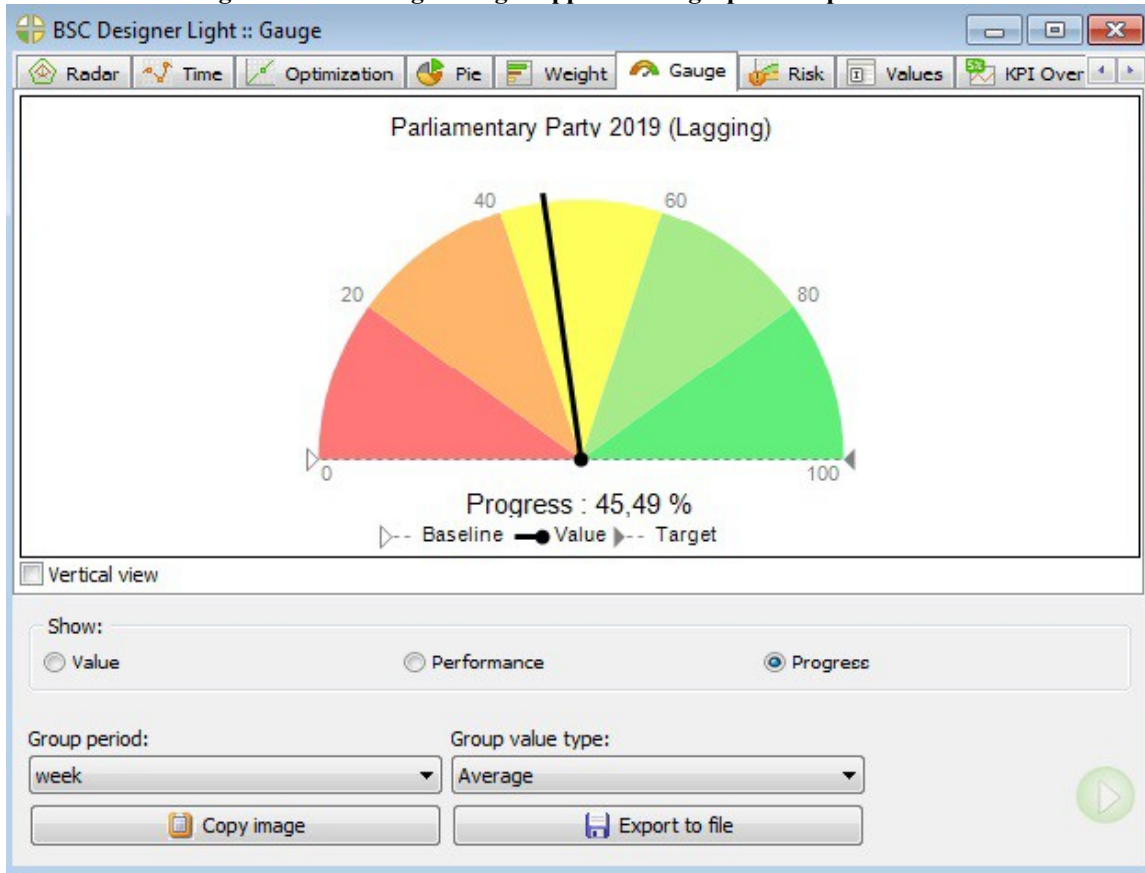 BSC Designer Light :: Gauge
Radar Time Optimization Pie Weight Gauge Risk Values KPI Over
Parliamentary Party 2019 (Lagging)
40 60
20 80
0 100
Progress : 45,49 %
Baseline Value Target
Vertical view
Show:
Value Performance Progress
Group period: Group value type:
week Average
Copy image Export to file